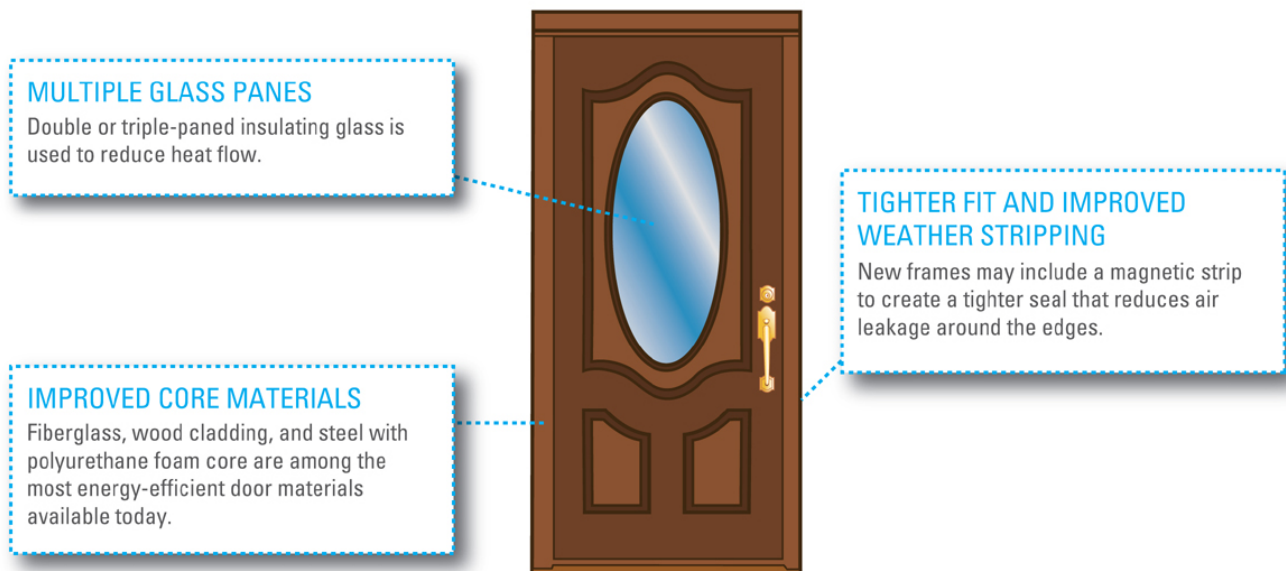 MULTIPLE GLASS PANES
Double or triple-paned insulating glass is
used to reduce heat flow.
TIGHTER FIT AND IMPROVED
WEATHER STRIPPING
New frames may include a magnetic strip
to create a tighter seal that reduces air
leakage around the edges.
IMPROVED CORE MATERIALS
Fiberglass, wood cladding, and steel with
polyurethane foam core are among the
most energy-efficient door materials
available today.